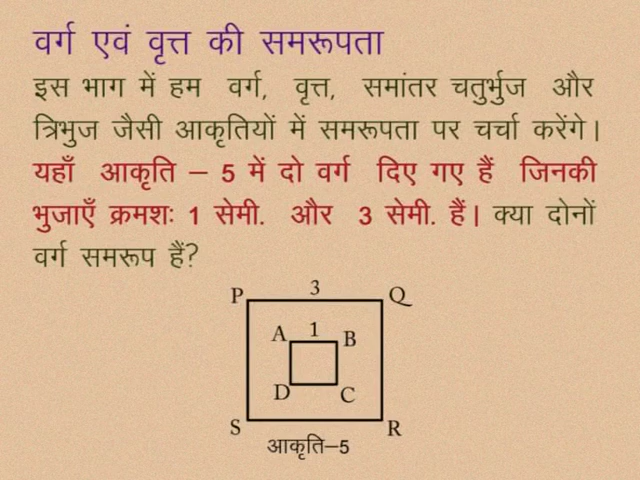 वर्ग एवं वृत्त की समरूपता
इस भाग में हम वर्ग, वृत्त, समांतर चतुर्भुज और
त्रिभुज जैसी आकृतियों में समरूपता पर चर्चा करेंगे।
यहाँ आकृति – 5 में दो वर्ग दिए गए हैं जिनकी
भुजाएँ क्रमशः 1 सेमी. और 3 सेमी. हैं। क्या दोनों
वर्ग समरूप हैं?
P 3 Q
A 1 B
D C
S R
आकृति–5